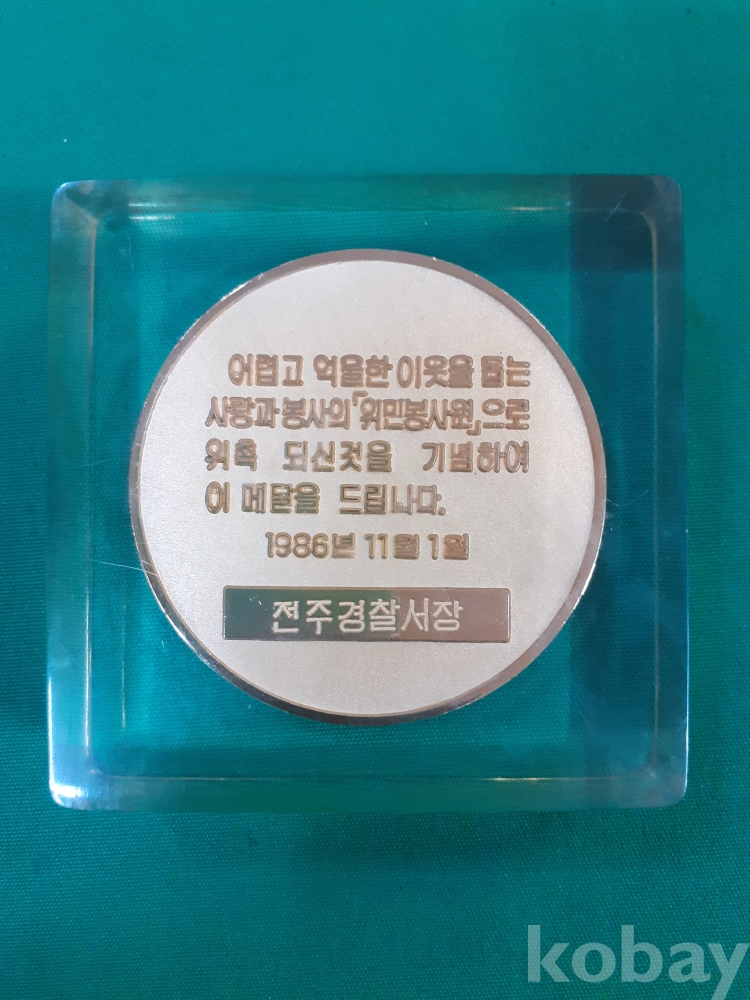 어렵고 억울한 이웃을 돕는
사랑과 봉사의 「위민봉사원」으로
위촉 되신것을 기념하여
이 메달을 드립니다.
1986년 11월 1일
전주경찰서장
kobay